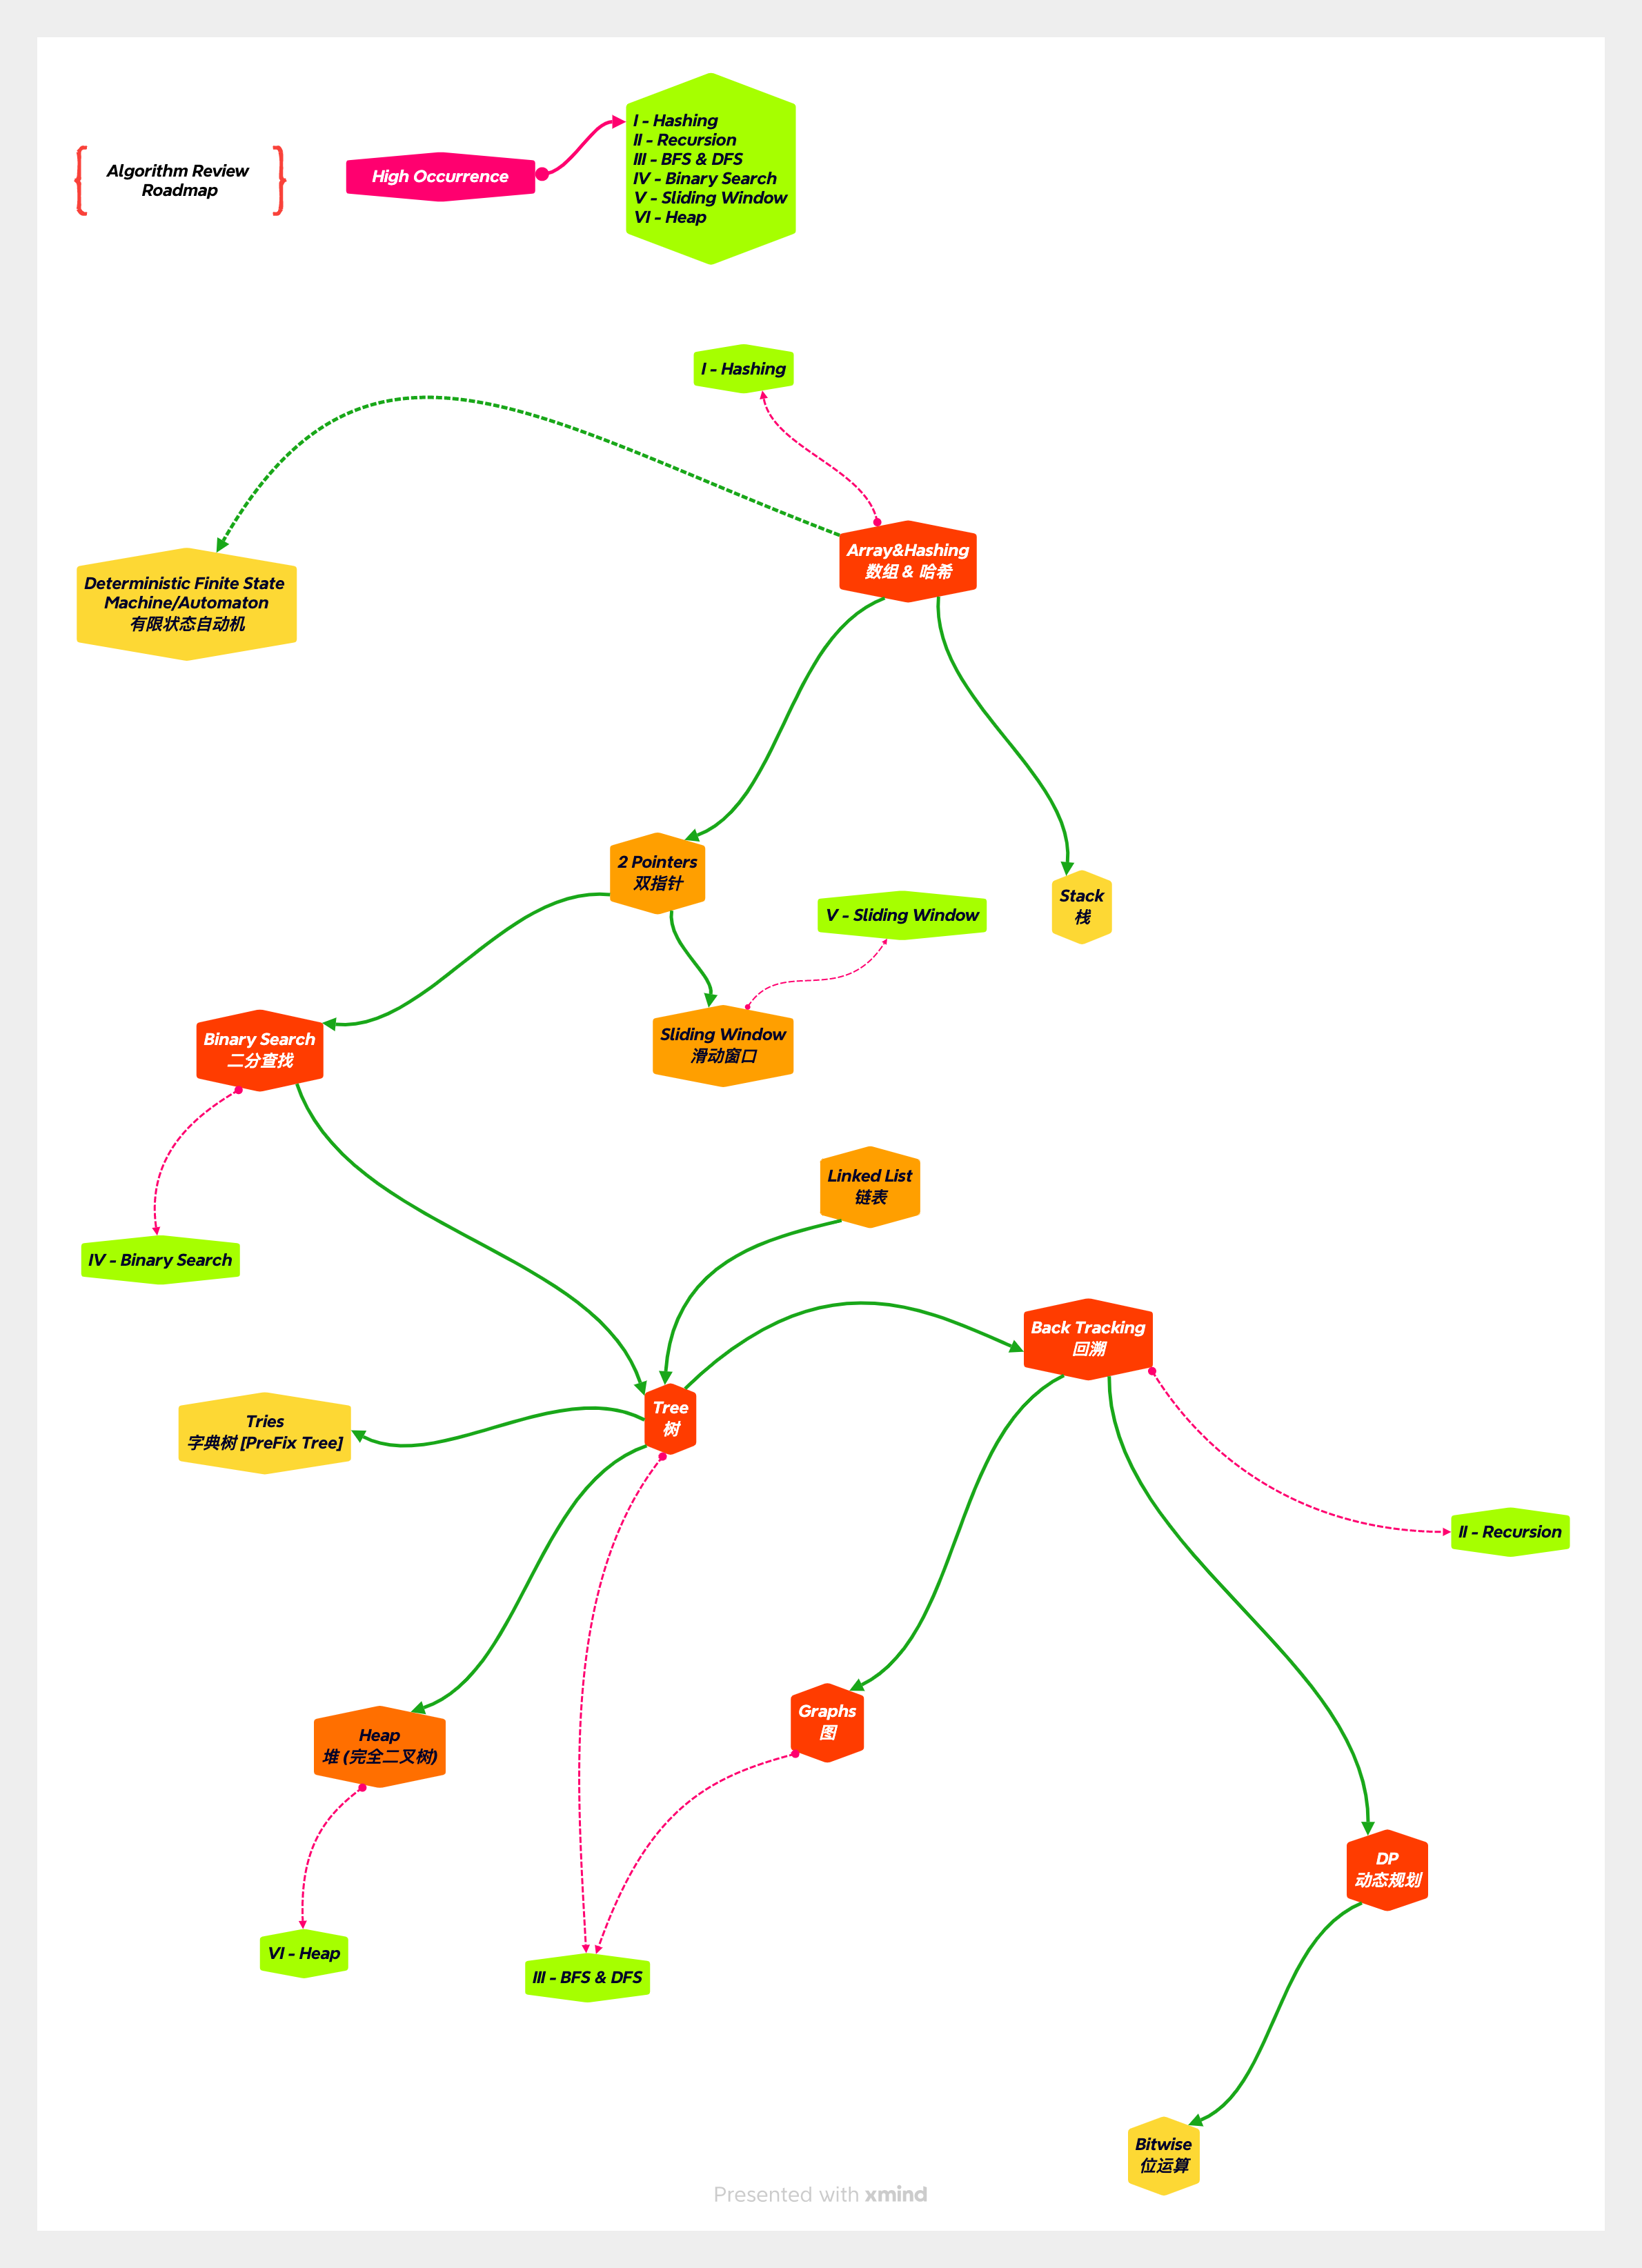 Algorithm Review
Roadmap
High Occurrence
I - Hashing
II - Recursion
III - BFS & DFS
IV - Binary Search
V - Sliding Window
VI - Heap
I - Hashing
Array&Hashing
数组 & 哈希
Deterministic Finite State
Machine/Automaton
有限状态自动机
2 Pointers
双指针
Stack
栈
V - Sliding Window
Sliding Window
滑动窗口
Binary Search
二分查找
Linked List
链表
IV - Binary Search
Back Tracking
回溯
Tree
树
Tries
字典树 [PreFix Tree]
II - Recursion
Graphs
图
Heap
堆 (完全二叉树)
DP
动态规划
VI - Heap
III - BFS & DFS
Bitwise
位运算
Presented with xmind